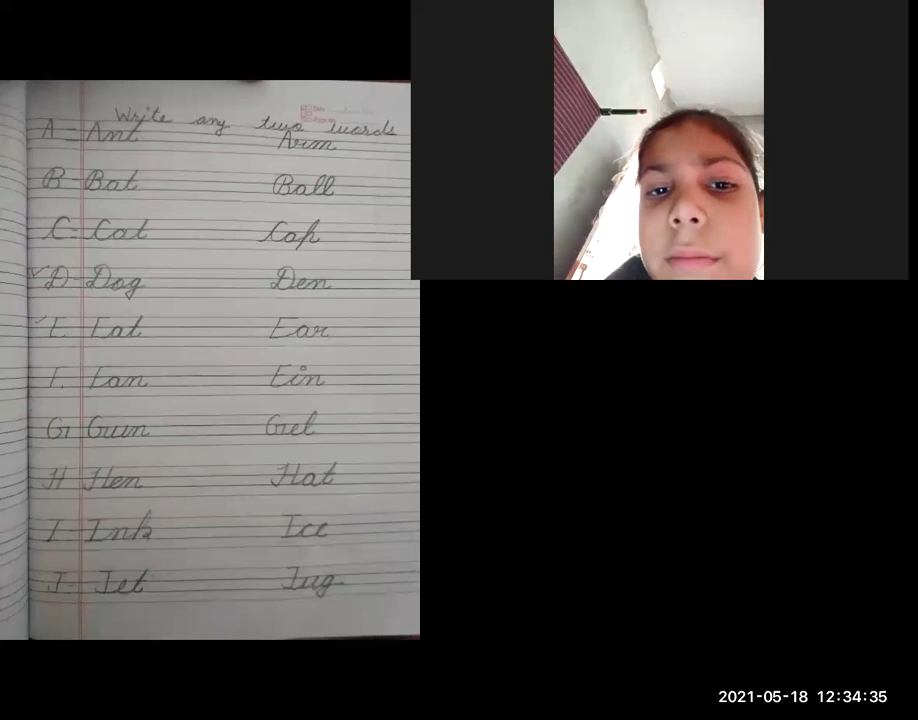 Write any two words
A = Ant Arm
B - Bat Ball
C = Cat Cap
D - Dog Den
E. Eat Ear
F. Fan Fin
G Gun Gel
H Hen Hat
I - Ink Ice
J - Jet Jug
2021-05-18 12:34:35